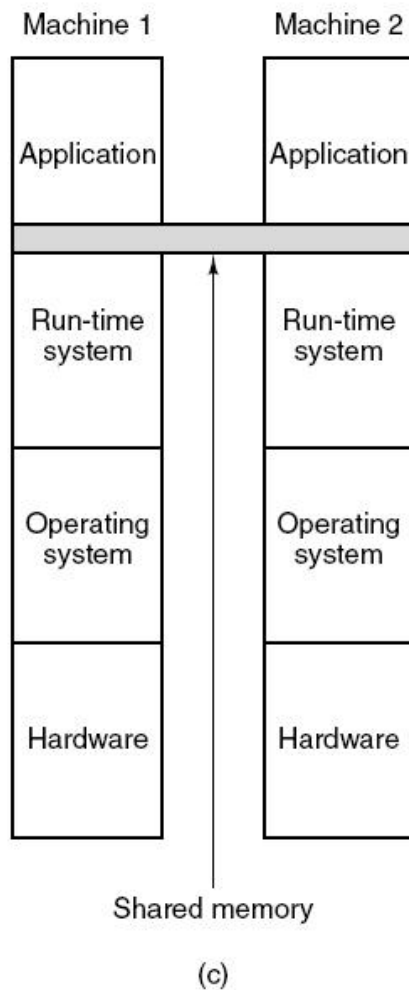 Machine 1
Machine 2
Application
Application
Run-time
system
Run-time
system
Operating
system
Operating
system
Hardware
Hardware
Shared memory
(c)